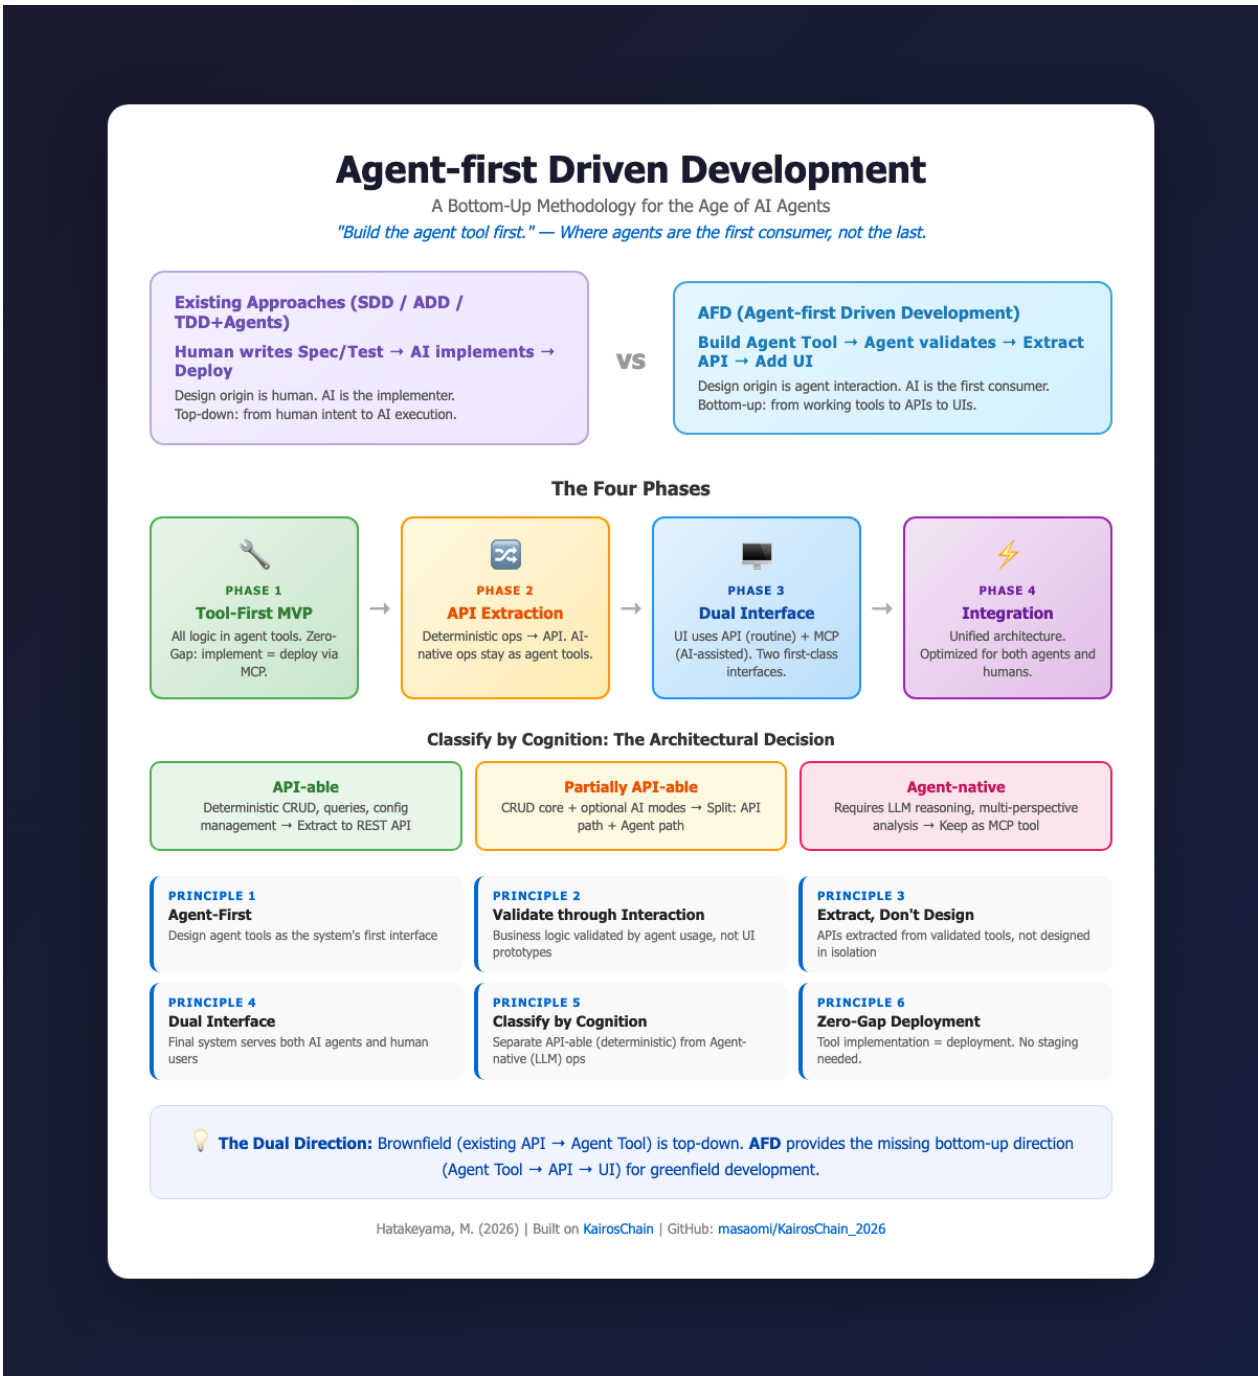 Agent-first Driven Development
A Bottom-Up Methodology for the Age of AI Agents
"Build the agent tool first." — Where agents are the first consumer, not the last.
Existing Approaches (SDD / ADD /
TDD+Agents)
Human writes Spec/Test → AI implements →
Deploy
Design origin is human. AI is the implementer.
Top-down: from human intent to AI execution.
vs
AFD (Agent-first Driven Development)
Build Agent Tool → Agent validates → Extract
API → Add UI
Design origin is agent interaction. AI is the first consumer.
Bottom-up: from working tools to APIs to UIs.
The Four Phases
PHASE 1
Tool-First MVP
All logic in agent tools. Zero-
Gap: implement = deploy via
MCP.
→
PHASE 2
API Extraction
Deterministic ops → API. AI-
native ops stay as agent tools.
→
PHASE 3
Dual Interface
UI uses API (routine) + MCP
(AI-assisted). Two first-class
interfaces.
→
PHASE 4
Integration
Unified architecture.
Optimized for both agents and
humans.
Classify by Cognition: The Architectural Decision
API-able
Deterministic CRUD, queries, config
management → Extract to REST API
Partially API-able
CRUD core + optional AI modes → Split: API
path + Agent path
Agent-native
Requires LLM reasoning, multi-perspective
analysis → Keep as MCP tool
PRINCIPLE 1
Agent-First
Design agent tools as the system's first interface
PRINCIPLE 2
Validate through Interaction
Business logic validated by agent usage, not UI
prototypes
PRINCIPLE 3
Extract, Don't Design
APIs extracted from validated tools, not designed
in isolation
PRINCIPLE 4
Dual Interface
Final system serves both AI agents and human
users
PRINCIPLE 5
Classify by Cognition
Separate API-able (deterministic) from Agent-
native (LLM) ops
PRINCIPLE 6
Zero-Gap Deployment
Tool implementation = deployment. No staging
needed.
💡 The Dual Direction: Brownfield (existing API → Agent Tool) is top-down. AFD provides the missing bottom-up direction
(Agent Tool → API → UI) for greenfield development.
Hatakeyama, M. (2026) | Built on KairosChain | GitHub: masaomi/KairosChain_2026